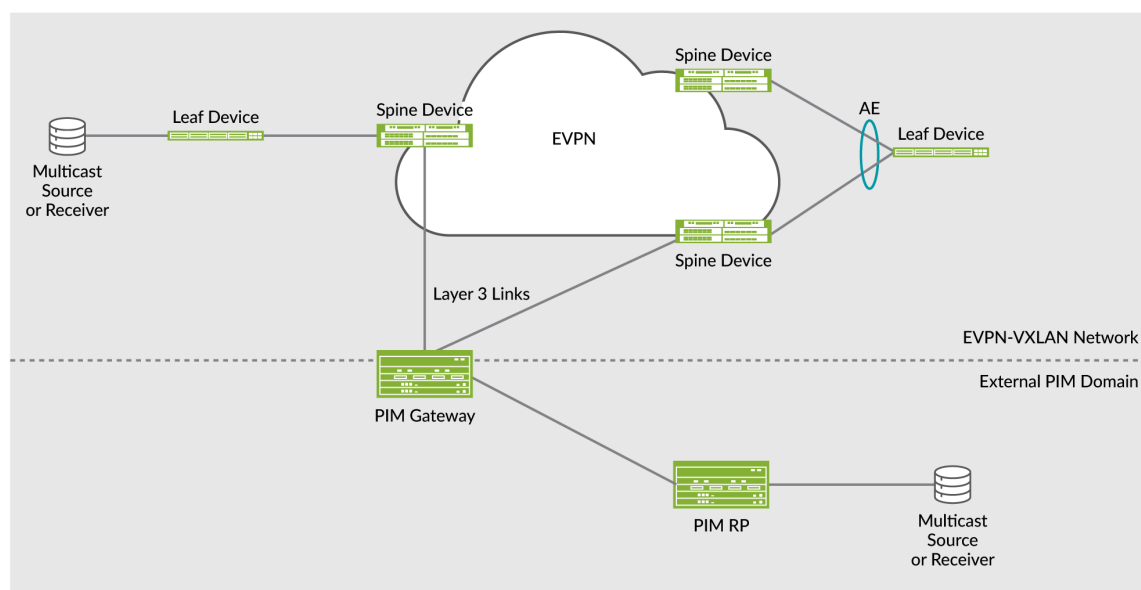 Spine Device
AE
Leaf Device
Spine Device
EVPN
Leaf Device
Multicast
Source
or Receiver
Spine Device
Layer 3 Links
EVPN-VXLAN Network
External PIM Domain
PIM Gateway
PIM RP
Multicast
Source
or Receiver